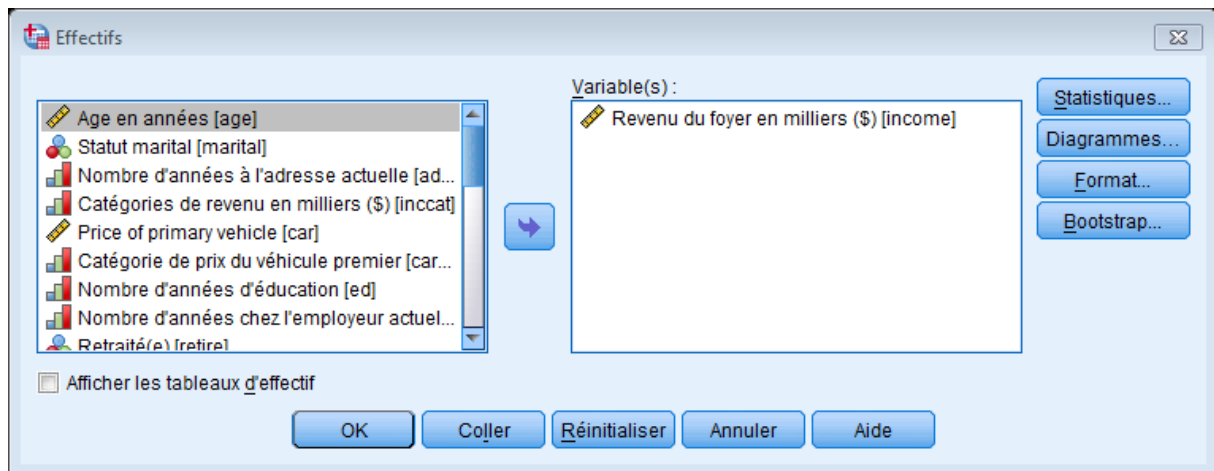 Effectifs
Variable(s) :
Age en années [age]
Statut marital [marital]
Nombre d'années à l'adresse actuelle [ad...
Catégories de revenu en milliers ($) [inccat]
Price of primary vehicle [car]
Catégorie de prix du véhicule premier [car...
Nombre d'années d'éducation [ed]
Nombre d'années chez l'employeur actuel...
Retraité(e) [retire]
Revenu du foyer en milliers ($) [income]
Statistiques...
Diagrammes...
Format...
Bootstrap...
Afficher les tableaux d'effectif
OK
Coller
Réinitialiser
Annuler
Aide